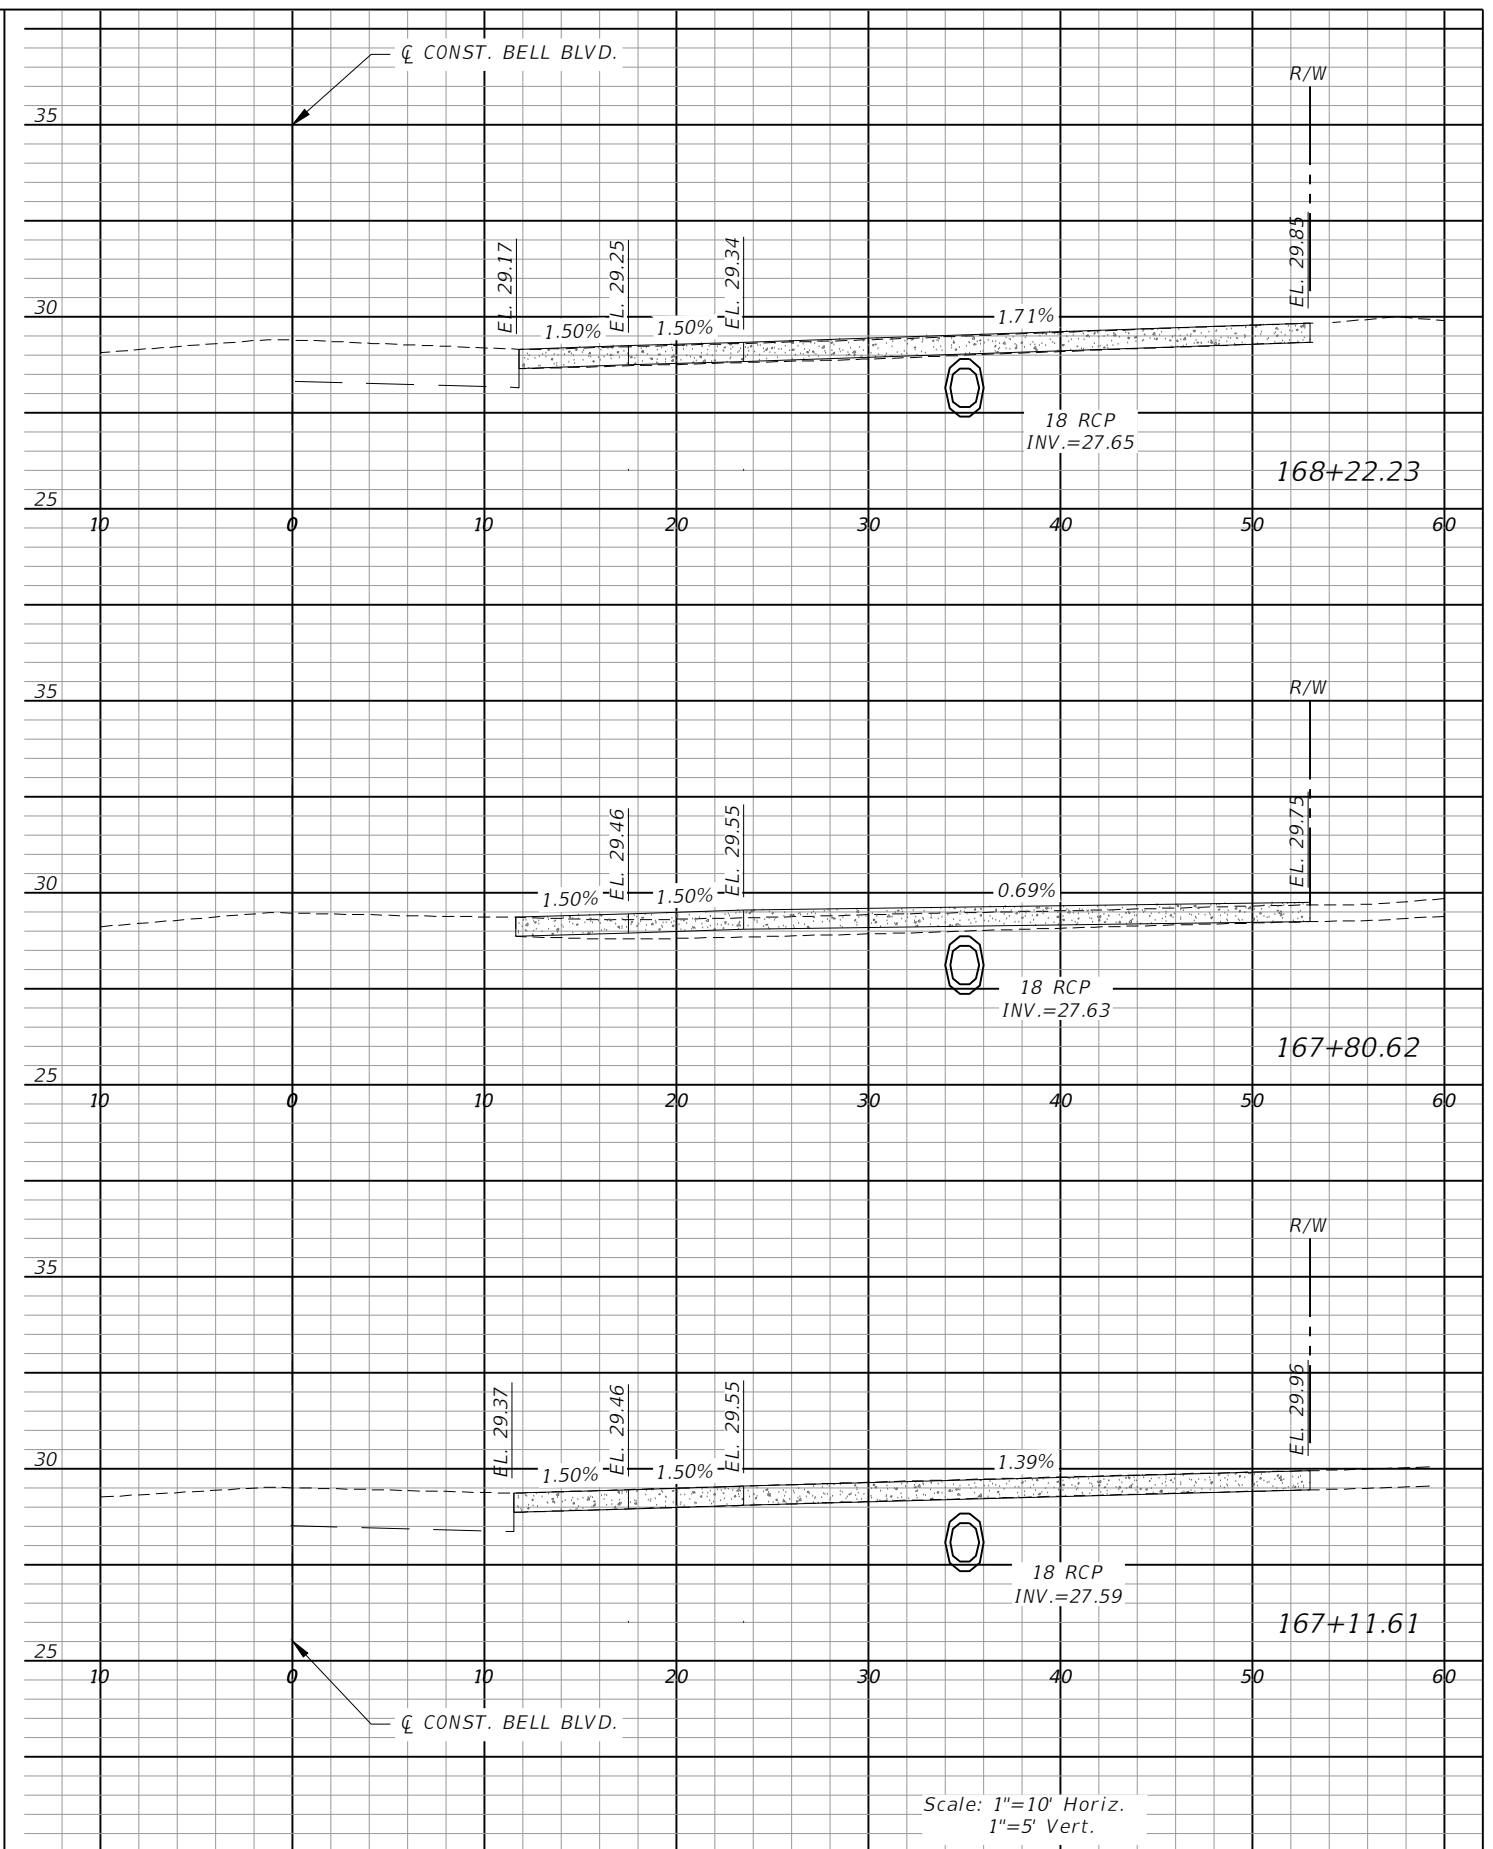 ℄ CONST. BELL BLVD.
R/W
35
EL. 29.17
EL. 29.25
EL. 29.34
EL. 29.85
30
1.50%
1.50%
1.71%
18 RCP
INV.=27.65
168+22.23
25
10 0 10 20 30 40 50 60
R/W
35
EL. 29.46
EL. 29.55
EL. 29.75
30
1.50%
1.50%
0.69%
18 RCP
INV.=27.63
167+80.62
25
10 0 10 20 30 40 50 60
R/W
35
EL. 29.37
EL. 29.46
EL. 29.55
EL. 29.96
30
1.50%
1.50%
1.39%
18 RCP
INV.=27.59
167+11.61
25
10 0 10 20 30 40 50 60
℄ CONST. BELL BLVD.
Scale: 1"=10' Horiz.
1"=5' Vert.